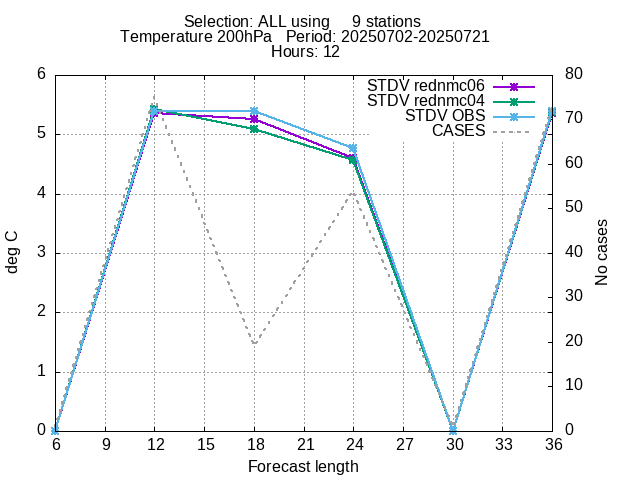 Selection: ALL using     9 stations
Temperature 200hPa   Period: 20250702-20250721
Hours: 12
STDV rednmc06
STDV rednmc04
STDV OBS
CASES
6
5
4
3
2
1
0
deg C
80
70
60
50
40
30
20
10
0
No cases
6 9 12 15 18 21 24 27 30 33 36
Forecast length